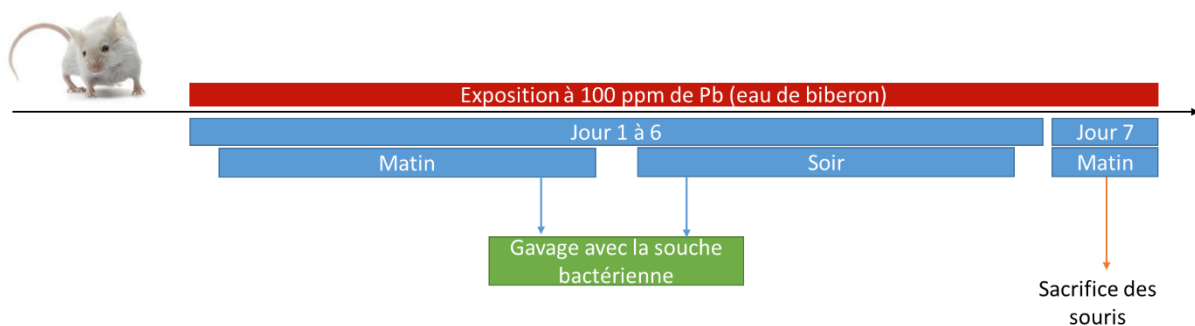 Exposition à 100 ppm de Pb (eau de biberon)
Jour 1 à 6
Jour 7
Matin
Soir
Matin
Gavage avec la souche
bactérienne
Sacrifice des
souris